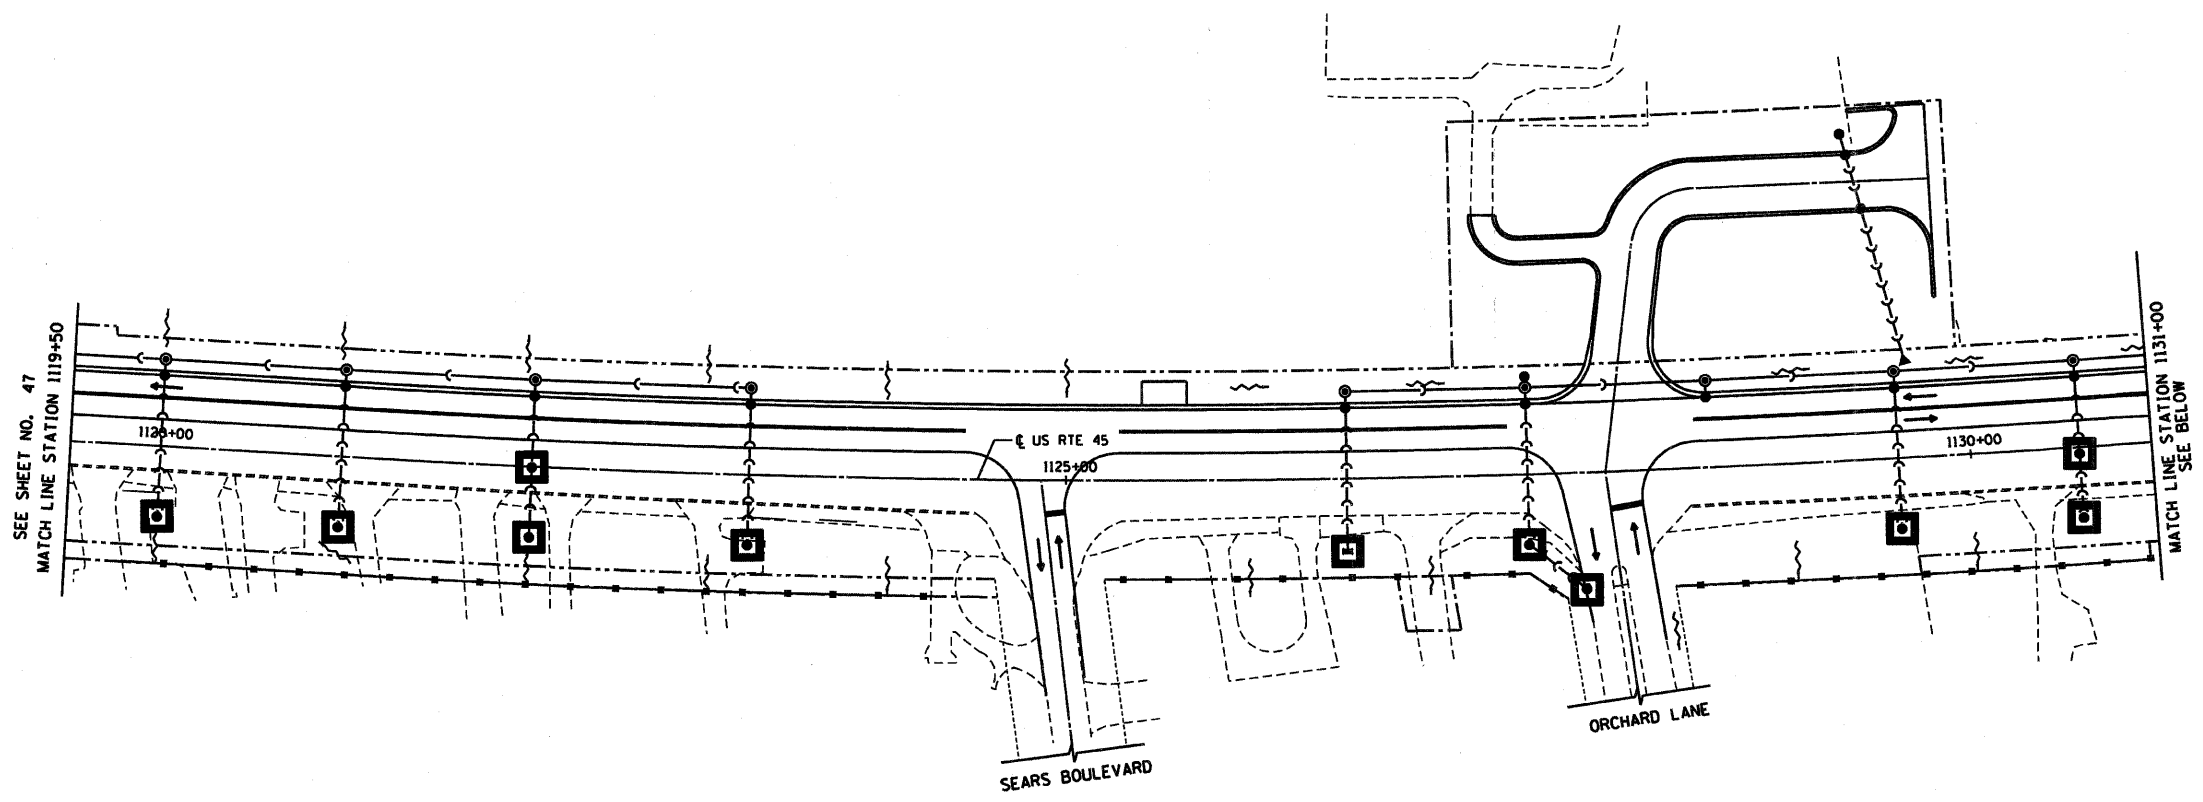 SEE SHEET NO. 47
MATCH LINE STATION 1119+50
1120+00
℄ US RTE 45
1125+00
1130+00
MATCH LINE STATION 1131+00
SEE BELOW
ORCHARD LANE
SEARS BOULEVARD